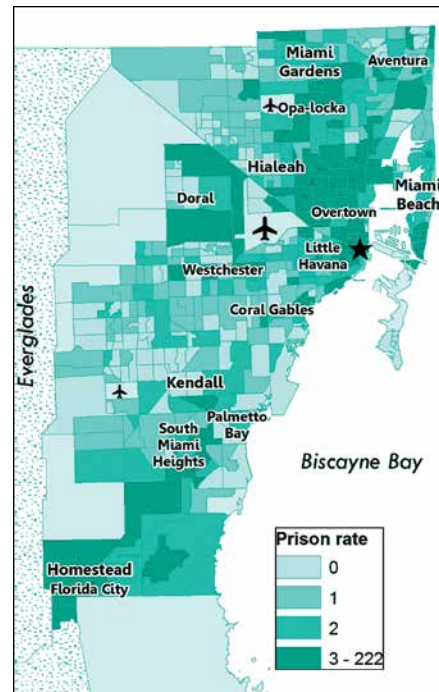 Miami
Gardens
Aventura
Opa-locka
Hialeah
Doral
Miami
Beach
Overtown
Little
Havana
Westchester
Coral Gables
Everglades
Kendall
Palmetto
Bay
South
Miami
Heights
Biscayne Bay
Homestead
Florida City
Prison rate
0
1
2
3 - 222